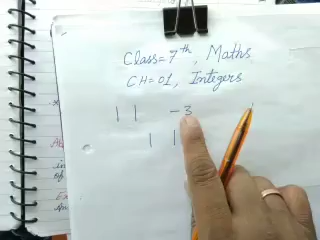 Class = 7th, Maths
CH = 01, Integers
| | -3
| |